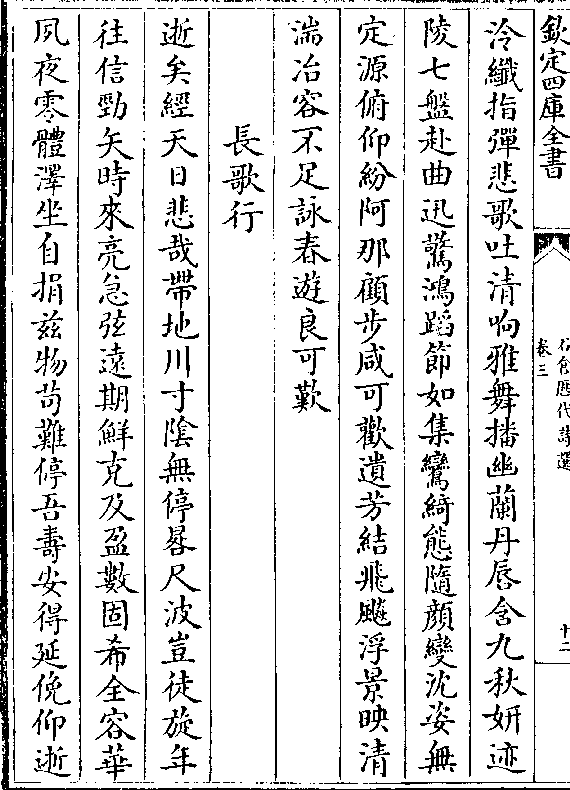 欽定四庫全書
石倉歷代詩選
卷三
十二
泠纖指彈悲歌吐清响雅舞播幽蘭丹唇含九秋妍迹
陵七盤赴曲迅驚鴻蹈節如集鸞綺態隨顔變沈姿無
定源俯仰紛阿那顧步咸可歡遺芳結飛飈浮景映清
湍冶容不足詠春遊良可歎
長歌行
逝矣經天日悲哉帶地川寸陰無停晷尺波豈徒旋年
往信勁矢時來亮急弦遠期鮮克及盈數固希全容華
夙夜零體澤坐自捐兹物苟難停吾壽安得延俛仰逝